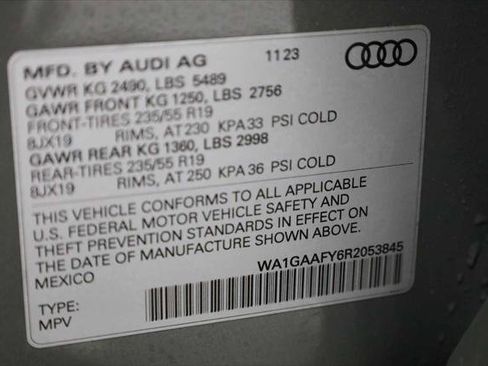 MFD. BY AUDI AG 1123
GVWR KG 2490, LBS 5489
GAWR FRONT KG 1250, LBS 2756
FRONT-TIRES 235/55 R19
8JX19 RIMS, AT 230 KPA 33 PSI COLD
GAWR REAR KG 1360, LBS 2998
REAR-TIRES 235/55 R19
8JX19 RIMS, AT 250 KPA 36 PSI COLD
THIS VEHICLE CONFORMS TO ALL APPLICABLE
U.S. FEDERAL MOTOR VEHICLE SAFETY AND
THEFT PREVENTION STANDARDS IN EFFECT ON
THE DATE OF MANUFACTURE SHOWN ABOVE.
MEXICO WA1GAAFY6R2053845
TYPE:
MPV